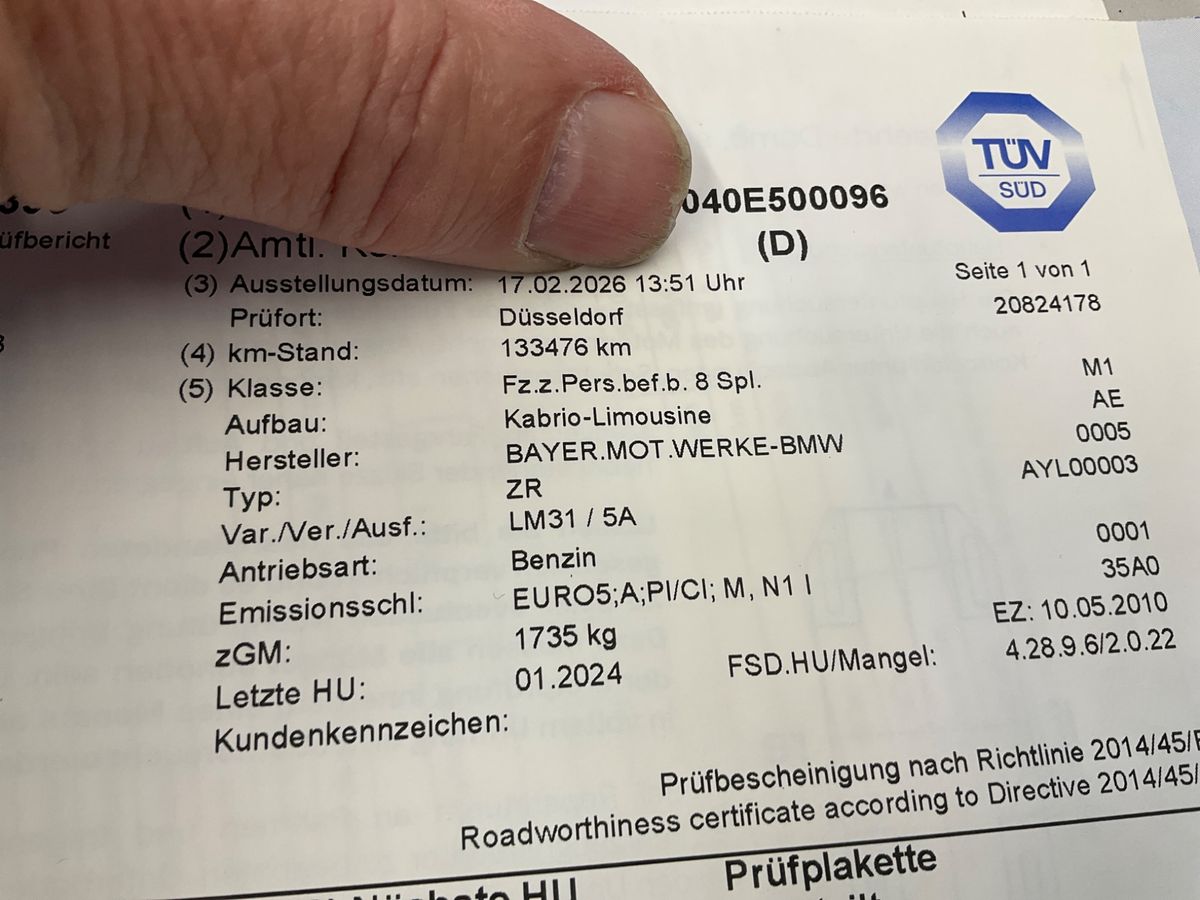 040E500096
TÜV
SÜD
üfbericht
(2) Amtl.
(D)
(3) Ausstellungsdatum: 17.02.2026 13:51 Uhr
Seite 1 von 1
Prüfort: Düsseldorf 20824178
(4) km-Stand: 133476 km
(5) Klasse: Fz.z.Pers.bef.b. 8 Spl. M1
Aufbau: Kabrio-Limousine AE
Hersteller: BAYER.MOT.WERKE-BMW 0005
Typ: ZR AYL00003
Var./Ver./Ausf.: LM31 / 5A
Antriebsart: Benzin 0001
Emissionsschl: EURO5;A;PI/CI; M, N1 I 35A0
zGM: 1735 kg EZ: 10.05.2010
Letzte HU: 01.2024 FSD.HU/Mangel: 4.28.9.6/2.0.22
Kundenkennzeichen:
Prüfbescheinigung nach Richtlinie 2014/45/E
Roadworthiness certificate according to Directive 2014/45/
Nächste HU Prüfplakette